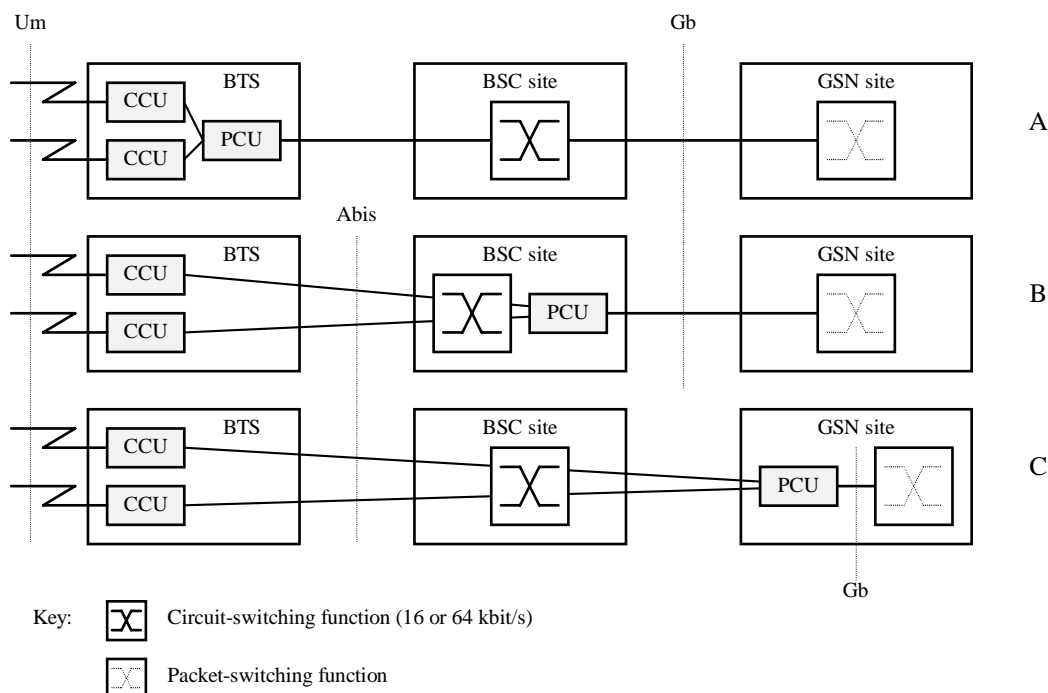 Um
Gb
BTS
BSC site
GSN site
CCU
CCU
PCU
A
Abis
BTS
BSC site
GSN site
CCU
CCU
PCU
B
BTS
BSC site
GSN site
CCU
CCU
PCU
C
Gb
Key:
Circuit-switching function (16 or 64 kbit/s)
Packet-switching function